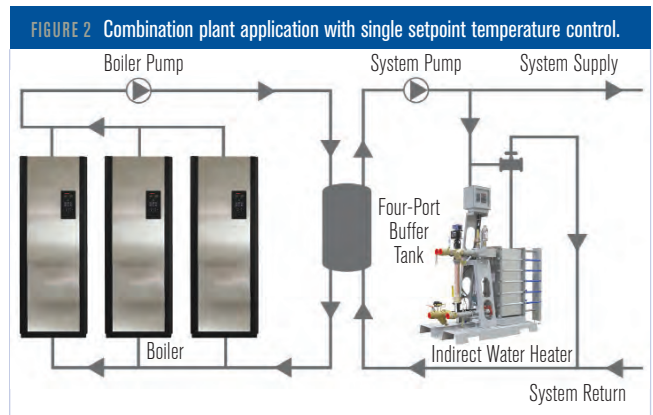 FIGURE 2 Combination plant application with single setpoint temperature control.
Boiler Pump
System Pump
System Supply
Four-Port
Buffer
Tank
Boiler
Indirect Water Heater
System Return